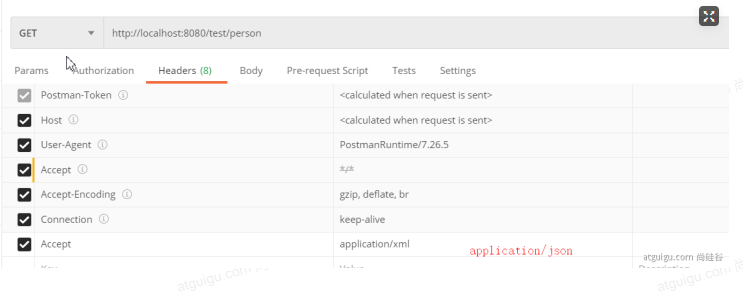 GET http://localhost:8080/test/person
Params Authorization Headers (8) Body Pre-request Script Tests Settings
Postman-Token <calculated when request is sent>
Host <calculated when request is sent>
User-Agent PostmanRuntime/7.26.5
Accept */*
Accept-Encoding gzip, deflate, br
Connection keep-alive
Accept application/xml
application/json
atguigu.com 尚硅谷
Key Value Description
atguigu.com 尚
atguigu.com